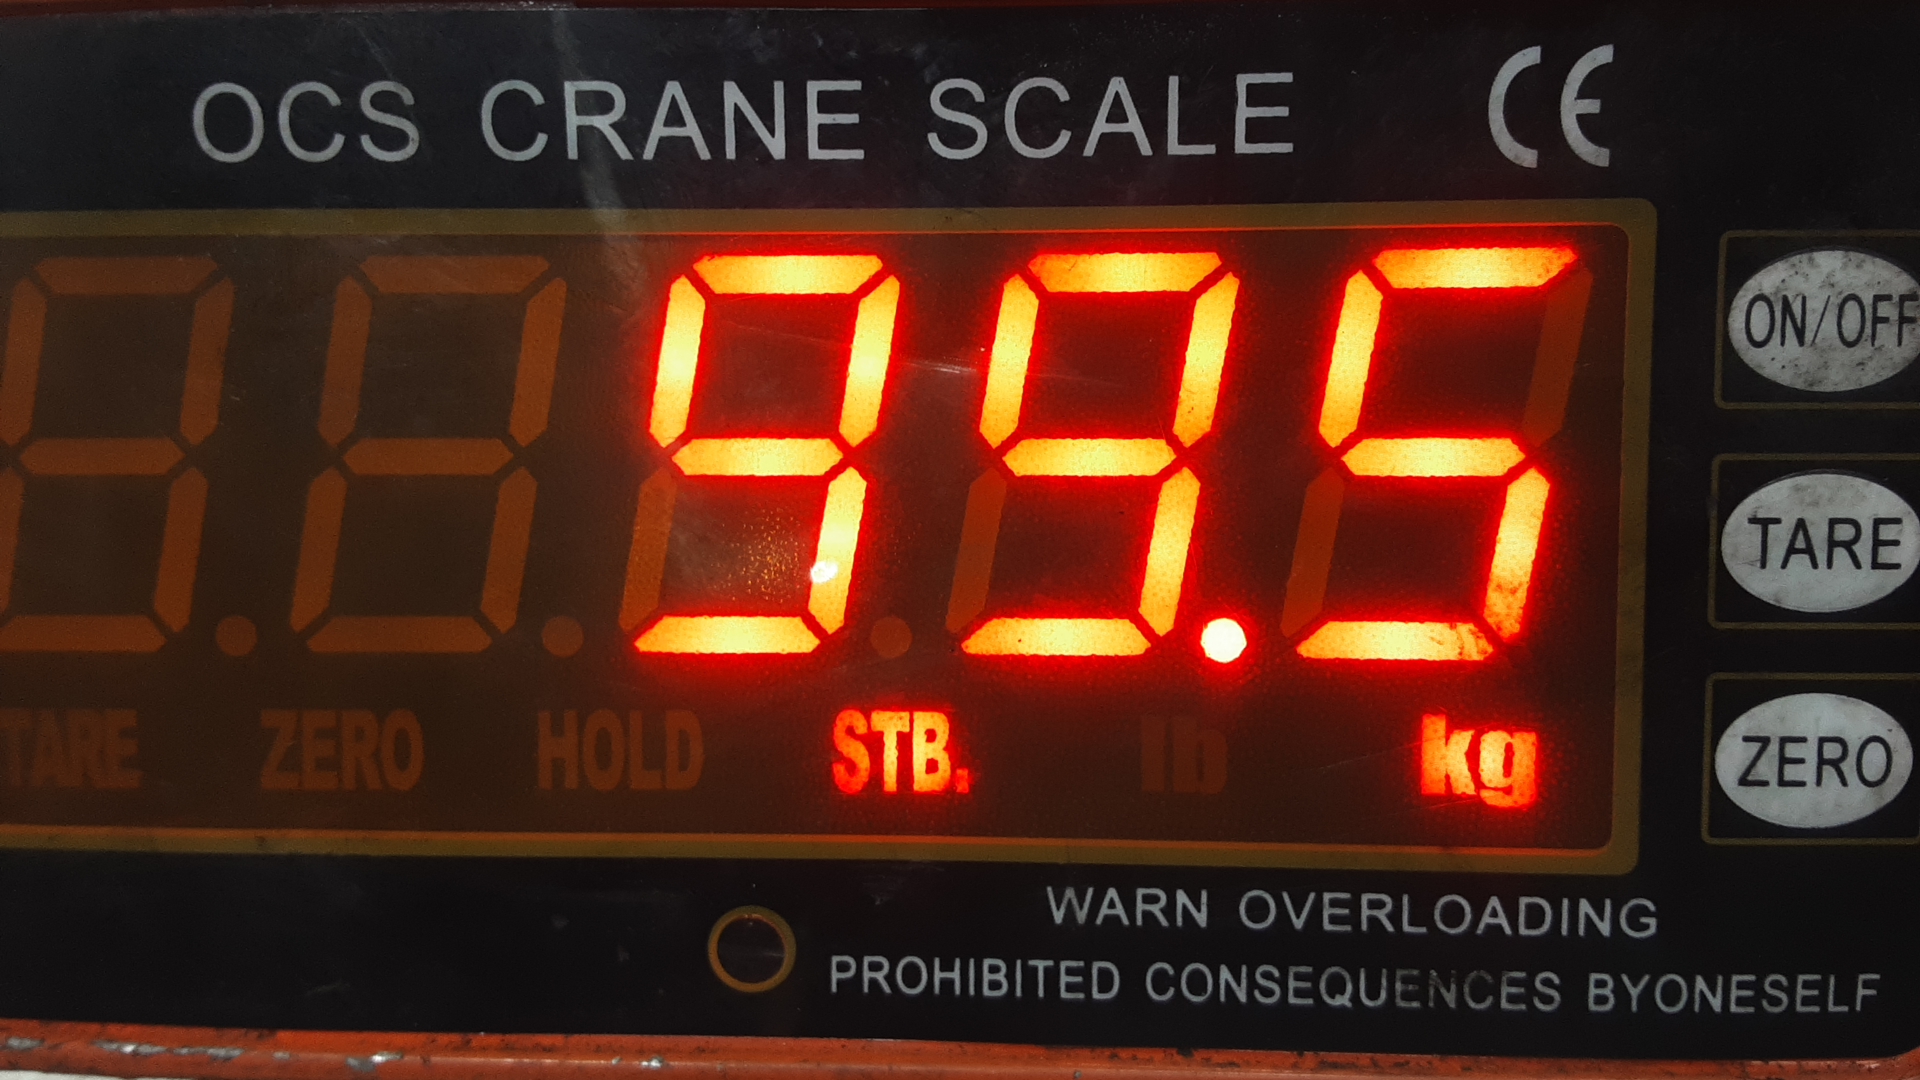 OCS CRANE SCALE CE
99.5
TARE ZERO HOLD STB. lb kg
ON/OFF
TARE
ZERO
WARN OVERLOADING
PROHIBITED CONSEQUENCES BYONESELF